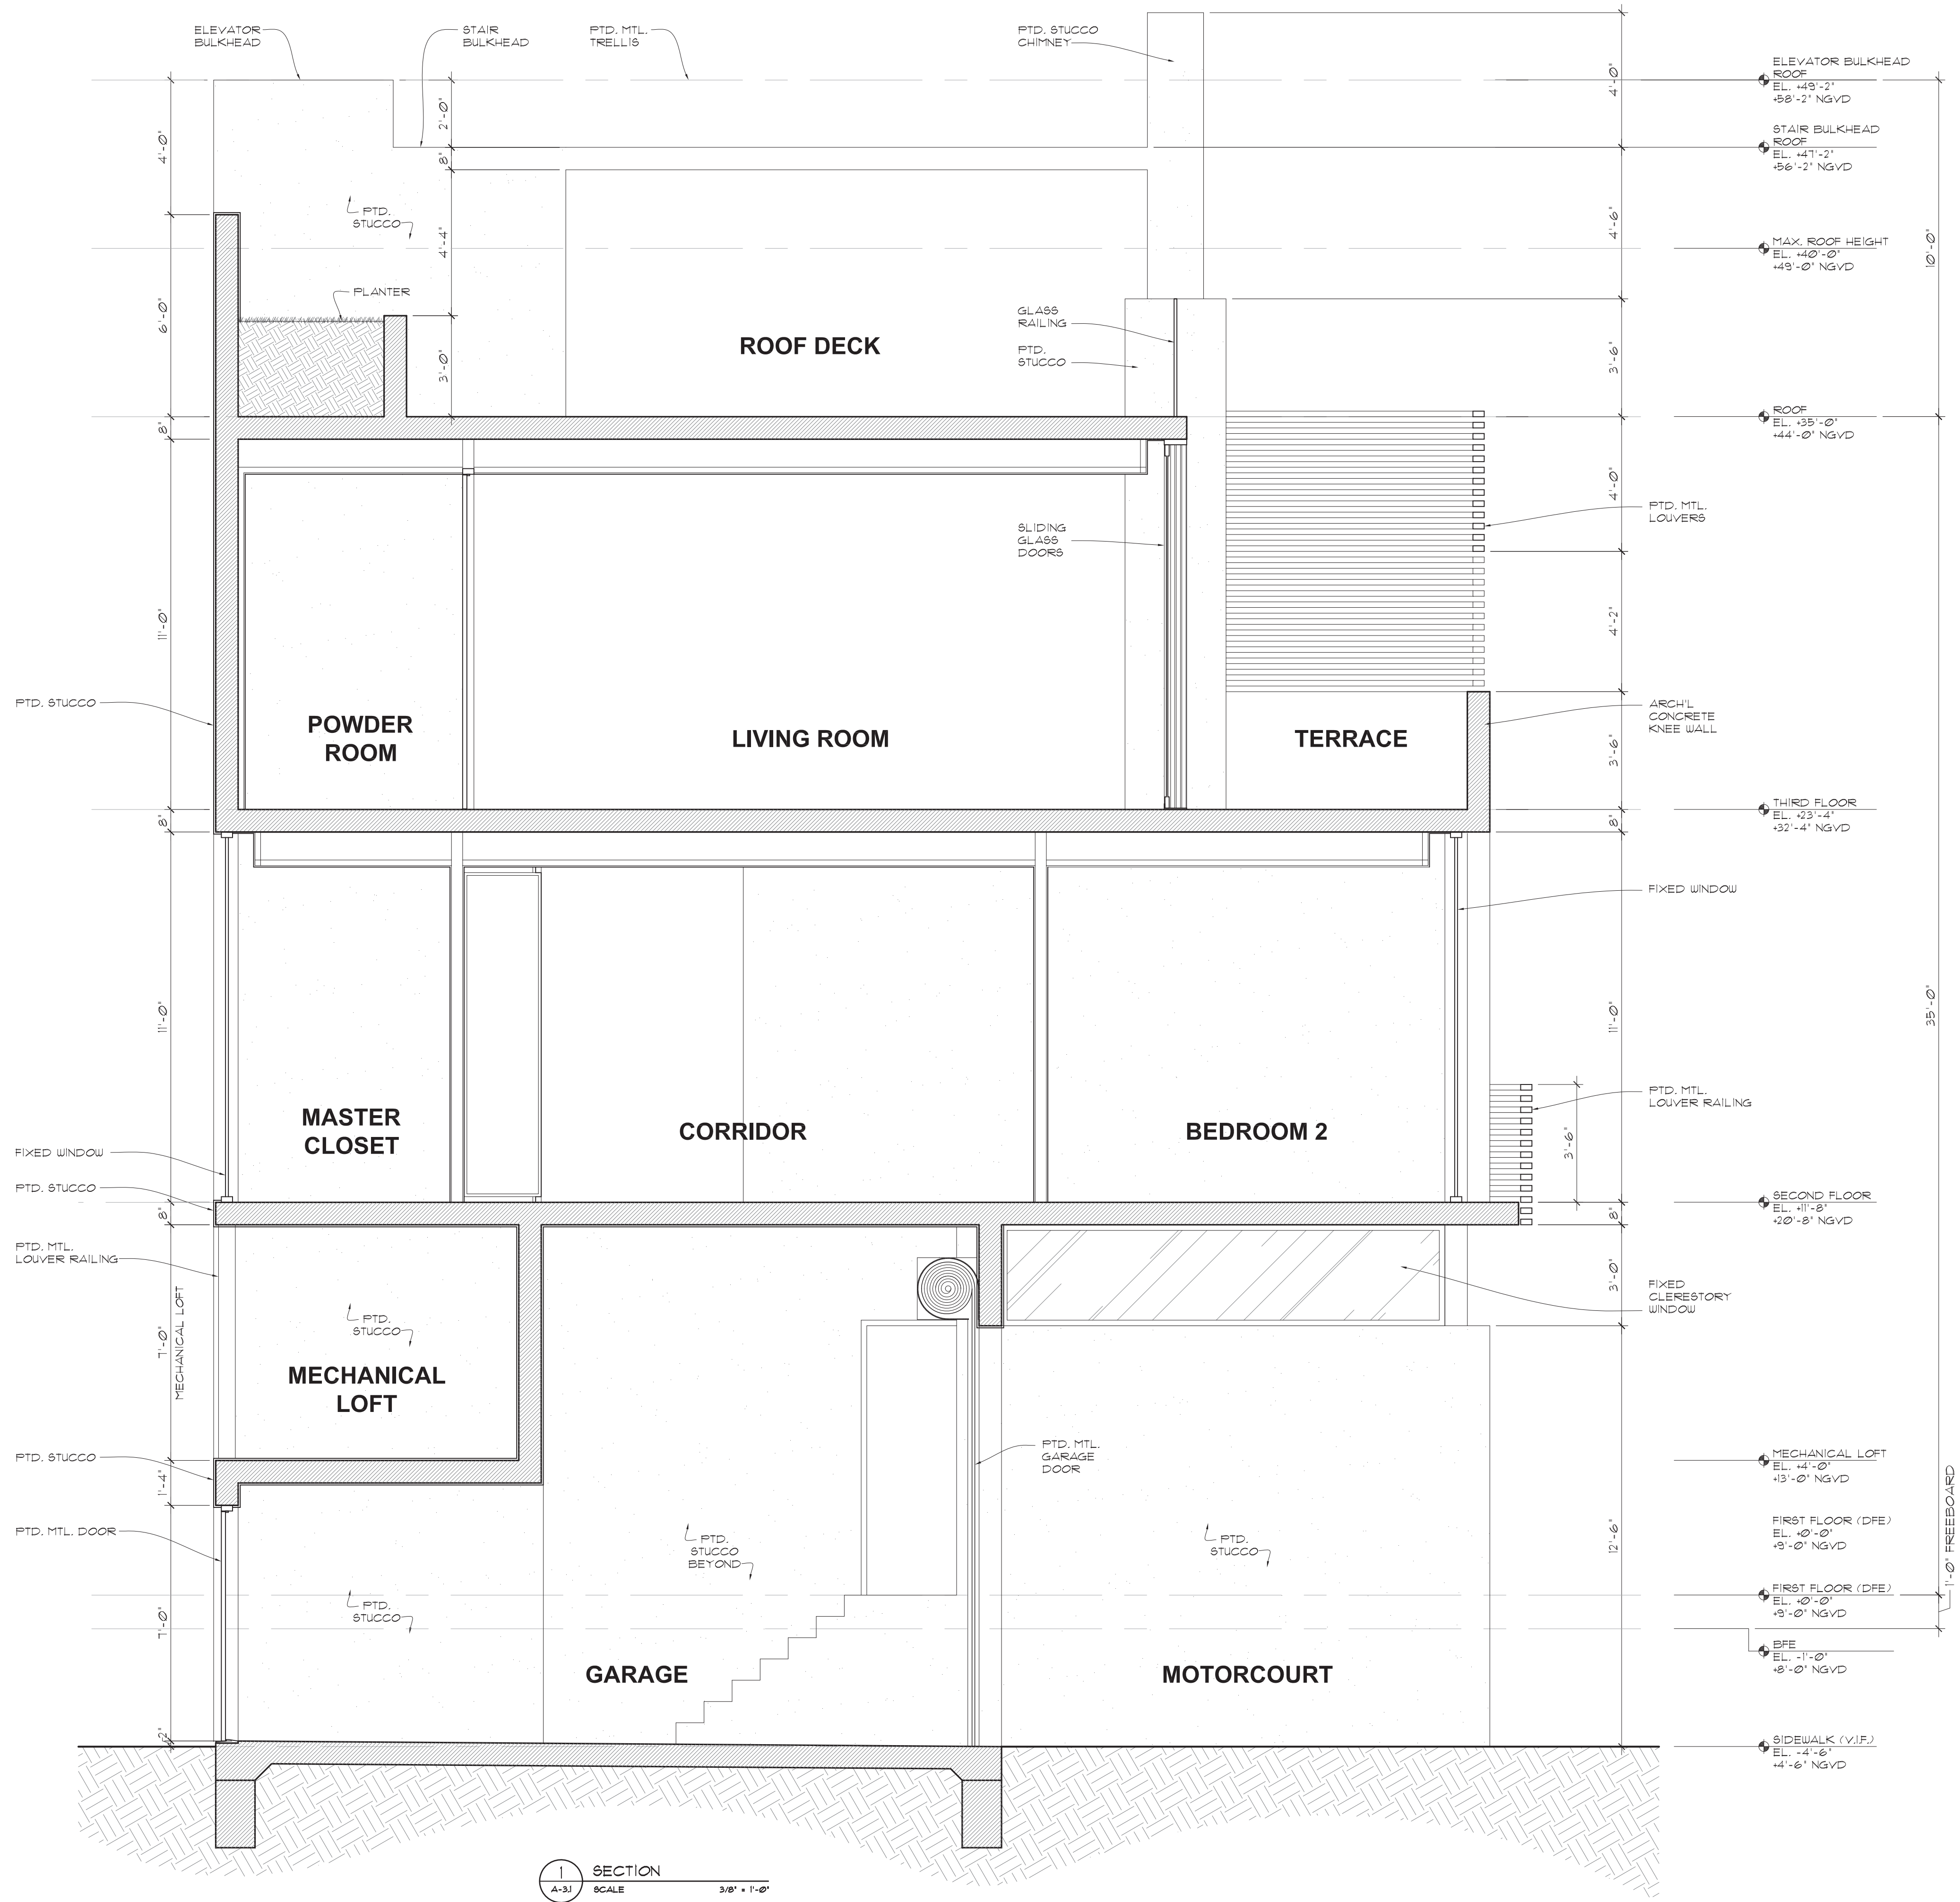 ELEVATOR
BULKHEAD
STAIR
BULKHEAD
PTD. MTL.
TRELLIS
PTD. STUCCO
CHIMNEY
ELEVATOR BULKHEAD
ROOF
EL. +49'-2"
+58'-2" NGVD
4'-0"
2'-0"
8"
4'-0"
STAIR BULKHEAD
ROOF
EL. +47'-2"
+56'-2" NGVD
PTD.
STUCCO
4'-4"
4'-6"
MAX. ROOF HEIGHT
EL. +40'-0"
+49'-0" NGVD
10'-0"
PLANTER
6'-0"
3'-0"
ROOF DECK
GLASS
RAILING
PTD.
STUCCO
3'-6"
8"
ROOF
EL. +35'-0"
+44'-0" NGVD
4'-0"
PTD. MTL.
LOUVERS
SLIDING
GLASS
DOORS
11'-0"
4'-2"
PTD. STUCCO
POWDER
ROOM
LIVING ROOM
TERRACE
ARCH'L
CONCRETE
KNEE WALL
3'-6"
8"
8"
THIRD FLOOR
EL. +23'-4"
+32'-4" NGVD
FIXED WINDOW
11'-0"
11'-0"
35'-0"
MASTER
CLOSET
CORRIDOR
BEDROOM 2
PTD. MTL.
LOUVER RAILING
3'-6"
FIXED WINDOW
PTD. STUCCO
8"
8"
SECOND FLOOR
EL. +11'-8"
+20'-8" NGVD
PTD. MTL.
LOUVER RAILING
3'-0"
FIXED
CLERESTORY
WINDOW
7'-0"
MECHANICAL LOFT
PTD.
STUCCO
MECHANICAL
LOFT
PTD. MTL.
GARAGE
DOOR
PTD. STUCCO
1'-4"
MECHANICAL LOFT
EL. +4'-0"
+13'-0" NGVD
PTD. MTL. DOOR
PTD.
STUCCO
BEYOND
PTD.
STUCCO
12'-6"
FIRST FLOOR (DFE)
EL. +0'-0"
+9'-0" NGVD
1'-0" FREEBOARD
PTD.
STUCCO
7'-0"
FIRST FLOOR (DFE)
EL. +0'-0"
+9'-0" NGVD
GARAGE
MOTORCOURT
BFE
EL. -1'-0"
+8'-0" NGVD
2"
SIDEWALK (V.I.F.)
EL. -4'-6"
+4'-6" NGVD
1
A-3.1
SECTION
SCALE
3/8" = 1'-0"